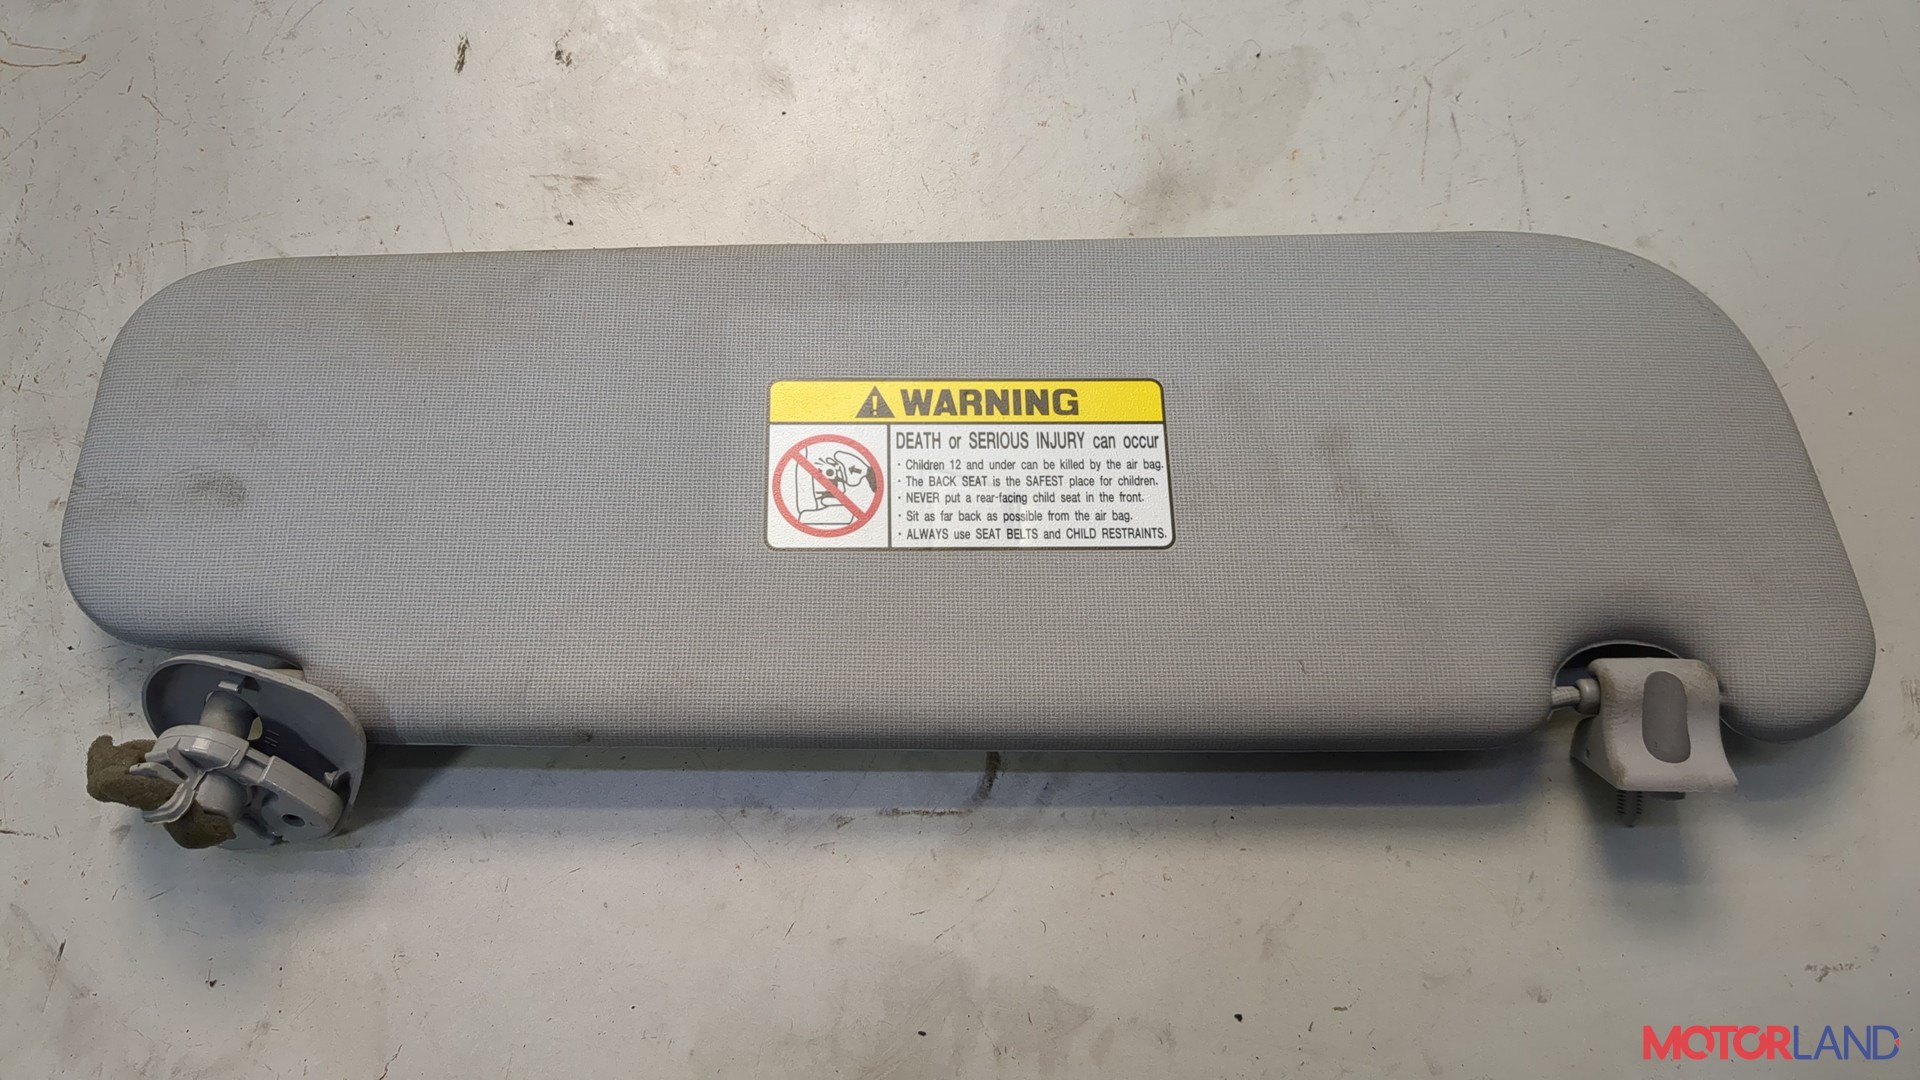 WARNING
DEATH or SERIOUS INJURY can occur
· Children 12 and under can be killed by the air bag.
· The BACK SEAT is the SAFEST place for children.
· NEVER put a rear-facing child seat in the front.
· Sit as far back as possible from the air bag.
· ALWAYS use SEAT BELTS and CHILD RESTRAINTS.
MOTORLAND